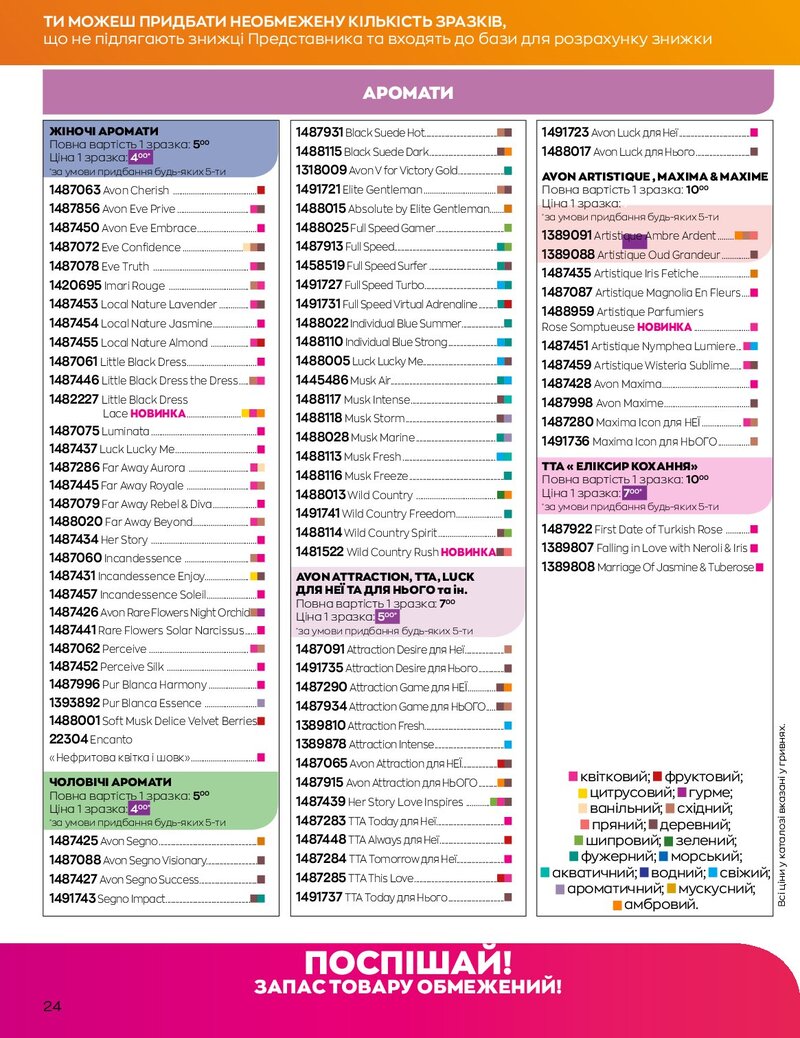 ТИ МОЖЕШ ПРИДБАТИ НЕОБМЕЖЕНУ КІЛЬКІСТЬ ЗРАЗКІВ,
що не підлягають знижці Представника та входять до бази для розрахунку знижки
АРОМАТИ
ЖІНОЧІ АРОМАТИ
Повна вартість 1 зразка: 5⁰⁰
Ціна 1 зразка: 4⁰⁰*
*за умови придбання будь-яких 5-ти
1487063 Avon Cherish
1487856 Avon Eve Prive
1487450 Avon Eve Embrace
1487072 Eve Confidence
1487078 Eve Truth
1420695 Imari Rouge
1487453 Local Nature Lavender
1487454 Local Nature Jasmine
1487455 Local Nature Almond
1487061 Little Black Dress
1487446 Little Black Dress the Dress
1482227 Little Black Dress
Lace НОВИНКА
1487075 Luminata
1487437 Luck Lucky Me
1487286 Far Away Aurora
1487445 Far Away Royale
1487079 Far Away Rebel & Diva
1488020 Far Away Beyond
1487434 Her Story
1487060 Incandessence
1487431 Incandessence Enjoy
1487457 Incandessence Soleil
1487426 Avon Rare Flowers Night Orchid
1487441 Rare Flowers Solar Narcissus
1487062 Perceive
1487452 Perceive Silk
1487996 Pur Blanca Harmony
1393892 Pur Blanca Essence
1488001 Soft Musk Delice Velvet Berries
22304 Encanto
«Нефритова квітка і шовк»
ЧОЛОВІЧІ АРОМАТИ
Повна вартість 1 зразка: 5⁰⁰
Ціна 1 зразка: 4⁰⁰*
*за умови придбання будь-яких 5-ти
1487425 Avon Segno
1487088 Avon Segno Visionary
1487427 Avon Segno Success
1491743 Segno Impact
1487931 Black Suede Hot
1488115 Black Suede Dark
1318009 Avon V for Victory Gold
1491721 Elite Gentleman
1488015 Absolute by Elite Gentleman
1488025 Full Speed Gamer
1487913 Full Speed
1458519 Full Speed Surfer
1491727 Full Speed Turbo
1491731 Full Speed Virtual Adrenaline
1488022 Individual Blue Summer
1488110 Individual Blue Strong
1488005 Luck Lucky Me
1445486 Musk Air
1488117 Musk Intense
1488118 Musk Storm
1488028 Musk Marine
1488113 Musk Fresh
1488116 Musk Freeze
1488013 Wild Country
1491741 Wild Country Freedom
1488114 Wild Country Spirit
1481522 Wild Country Rush НОВИНКА
AVON ATTRACTION, TTA, LUCK
ДЛЯ НЕЇ ТА ДЛЯ НЬОГО та ін.
Повна вартість 1 зразка: 7⁰⁰
Ціна 1 зразка: 5⁰⁰*
*за умови придбання будь-яких 5-ти
1487091 Attraction Desire для Неї
1491735 Attraction Desire для Нього
1487290 Attraction Game для НЕЇ
1487934 Attraction Game для НЬОГО
1389810 Attraction Fresh
1389878 Attraction Intense
1487065 Avon Attraction для НЕЇ
1487915 Avon Attraction для НЬОГО
1487439 Her Story Love Inspires
1487283 TTA Today для Неї
1487448 TTA Always для Неї
1487284 TTA Tomorrow для Неї
1487285 TTA This Love
1491737 TTA Today для Нього
1491723 Avon Luck для Неї
1488017 Avon Luck для Нього
AVON ARTISTIQUE , MAXIMA & MAXIME
Повна вартість 1 зразка: 10⁰⁰
Ціна 1 зразка:
*за умови придбання будь-яких 5-ти
1389091 Artistique Ambre Ardent
1389088 Artistique Oud Grandeur
1487435 Artistique Iris Fetiche
1487087 Artistique Magnolia En Fleurs
1488959 Artistique Parfumiers
Rose Somptueuse НОВИНКА
1487451 Artistique Nymphea Lumiere
1487459 Artistique Wisteria Sublime
1487428 Avon Maxima
1487998 Avon Maxime
1487280 Maxima Icon для НЕЇ
1491736 Maxima Icon для НЬОГО
ТТА « ЕЛІКСИР КОХАННЯ»
Повна вартість 1 зразка: 10⁰⁰
Ціна 1 зразка: 7⁰⁰*
*за умови придбання будь-яких 5-ти
1487922 First Date of Turkish Rose
1389807 Falling in Love with Neroli & Iris
1389808 Marriage Of Jasmine & Tuberose
квітковий; фруктовий;
цитрусовий; гурме;
ванільний; східний;
пряний; деревний;
шипровий; зелений;
фужерний; морський;
акватичний; водний; свіжий;
ароматичний; мускусний;
амбровий.
Всі ціни у каталозі вказані у гривнях.
ПОСПІШАЙ!
ЗАПАС ТОВАРУ ОБМЕЖЕНИЙ!
24